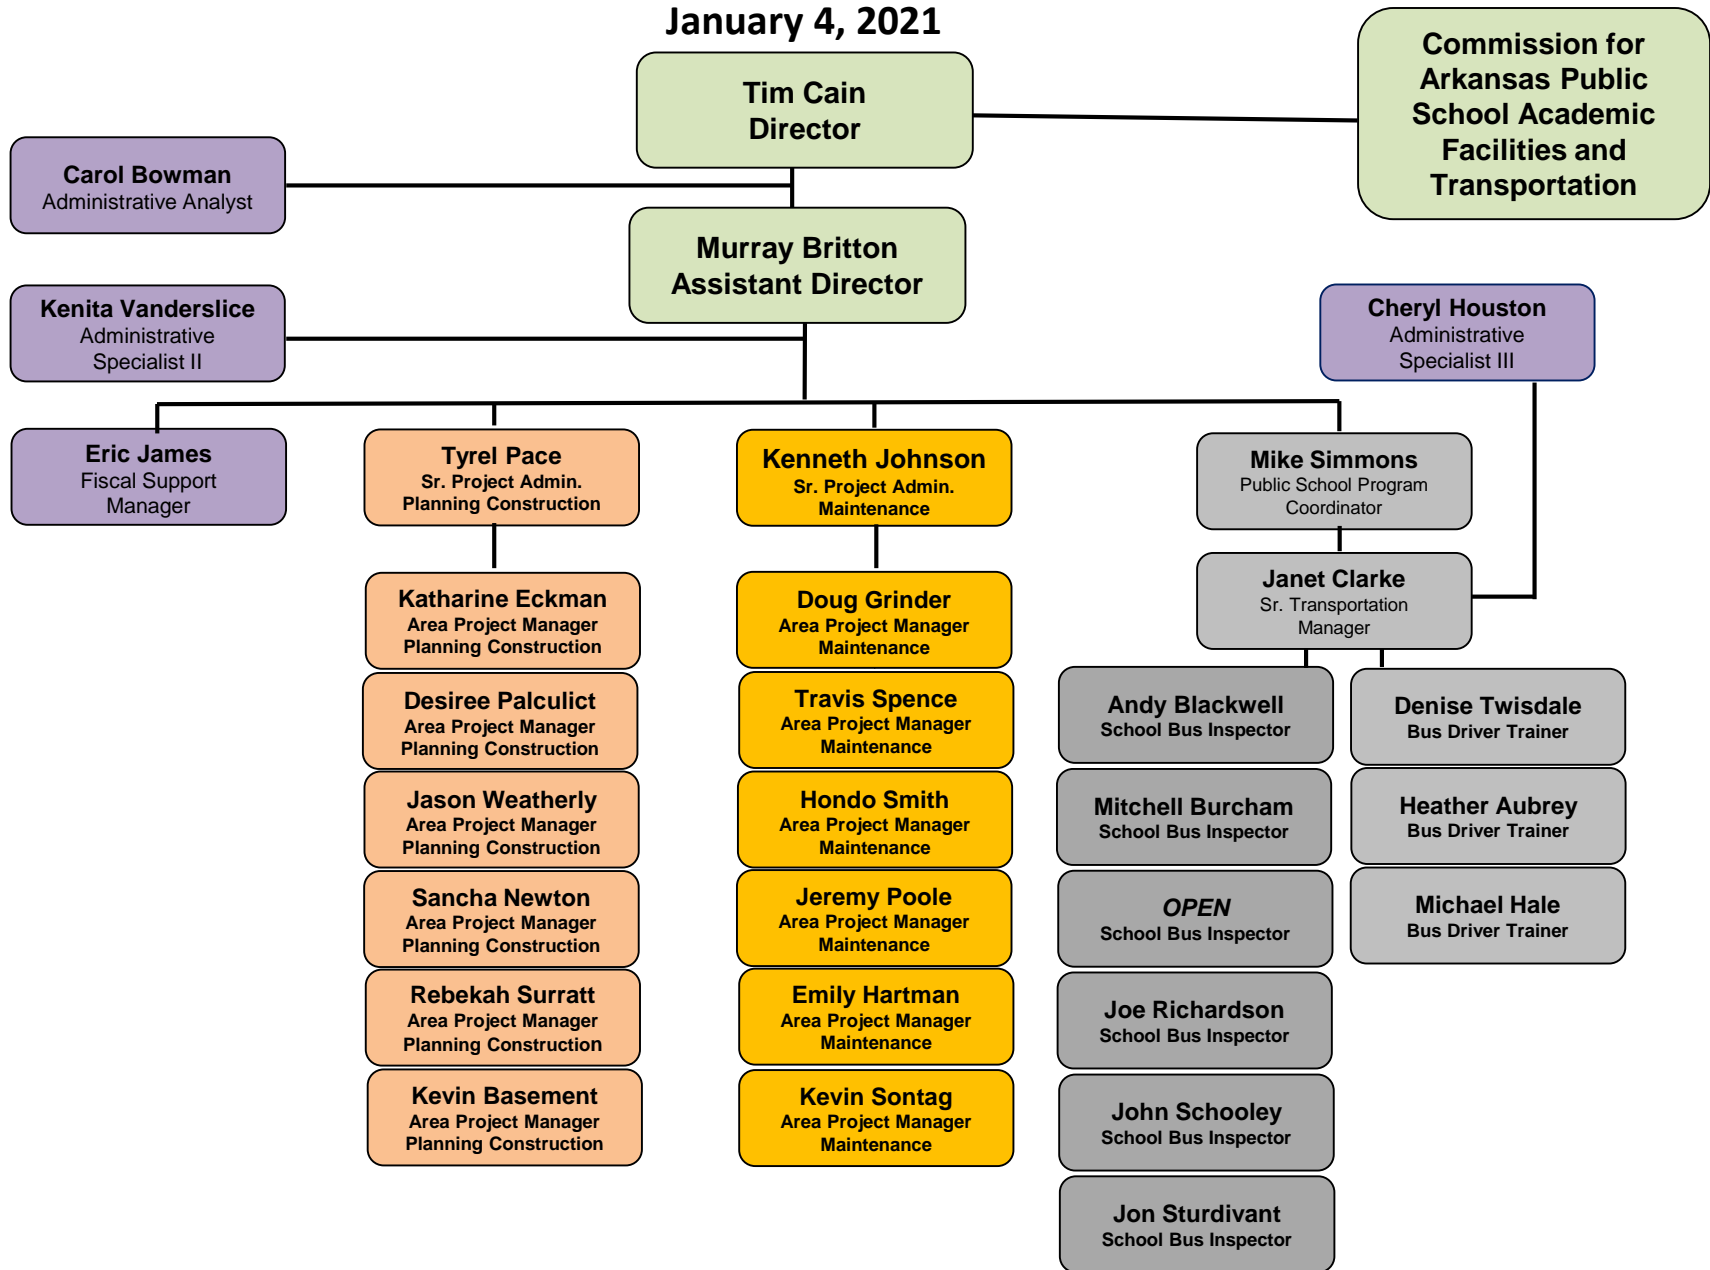 January 4, 2021
Tim Cain
Director
Commission for
Arkansas Public
School Academic
Facilities and
Transportation
Carol Bowman
Administrative Analyst
Murray Britton
Assistant Director
Kenita Vanderslice
Administrative
Specialist II
Cheryl Houston
Administrative
Specialist III
Eric James
Fiscal Support
Manager
Tyrel Pace
Sr. Project Admin.
Planning Construction
Kenneth Johnson
Sr. Project Admin.
Maintenance
Mike Simmons
Public School Program
Coordinator
Janet Clarke
Sr. Transportation
Manager
Katharine Eckman
Area Project Manager
Planning Construction
Desiree Palculict
Area Project Manager
Planning Construction
Jason Weatherly
Area Project Manager
Planning Construction
Sancha Newton
Area Project Manager
Planning Construction
Rebekah Surratt
Area Project Manager
Planning Construction
Kevin Basement
Area Project Manager
Planning Construction
Doug Grinder
Area Project Manager
Maintenance
Travis Spence
Area Project Manager
Maintenance
Hondo Smith
Area Project Manager
Maintenance
Jeremy Poole
Area Project Manager
Maintenance
Emily Hartman
Area Project Manager
Maintenance
Kevin Sontag
Area Project Manager
Maintenance
Andy Blackwell
School Bus Inspector
Mitchell Burcham
School Bus Inspector
OPEN
School Bus Inspector
Joe Richardson
School Bus Inspector
John Schooley
School Bus Inspector
Jon Sturdivant
School Bus Inspector
Denise Twisdale
Bus Driver Trainer
Heather Aubrey
Bus Driver Trainer
Michael Hale
Bus Driver Trainer